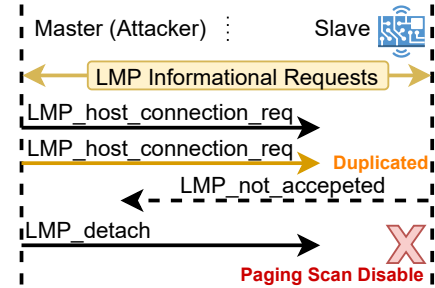 Master (Attacker) Slave
LMP Informational Requests
LMP_host_connection_req
LMP_host_connection_req
Duplicated
LMP_not_accepeted
LMP_detach
Paging Scan Disable